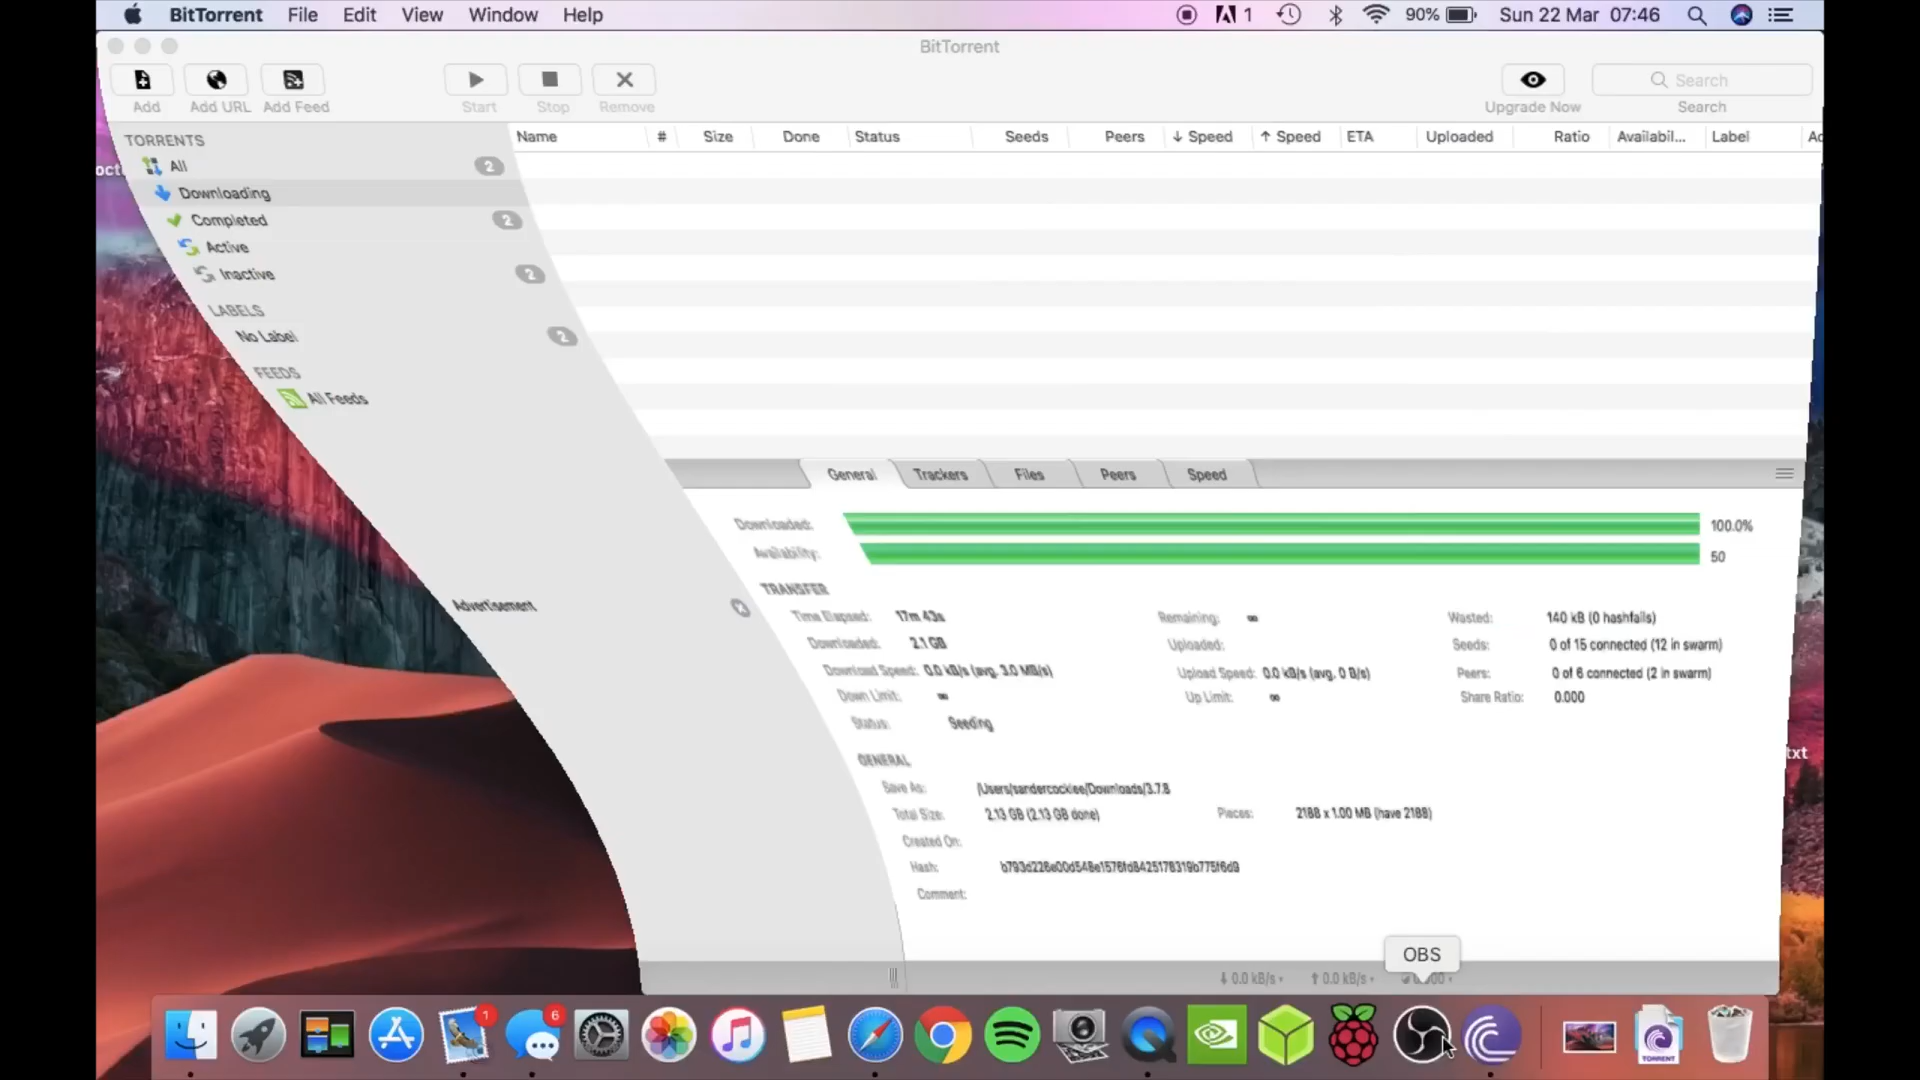 BitTorrent File Edit View Window Help 1 90% Sun 22 Mar 07:46
BitTorrent
Add Add URL Add Feed Start Stop Remove Upgrade Now Search
Search
TORRENTS
All 2
Downloading
Completed 2
Active
Inactive 2
LABELS
No Label 2
FEEDS
All Feeds
Advertisement
Name # Size Done Status Seeds Peers ↓ Speed ↑ Speed ETA Uploaded Ratio Availabil... Label Ac
General Trackers Files Peers Speed
Downloaded: 100.0%
Availability: 50
TRANSFER
Time Elapsed: 17m 43s Remaining: ∞ Wasted: 140 kB (0 hashfails)
Downloaded: 2.1 GB Uploaded: Seeds: 0 of 15 connected (12 in swarm)
Download Speed: 0.0 kB/s (avg. 3.0 MB/s) Upload Speed: 0.0 kB/s (avg. 0 B/s) Peers: 0 of 6 connected (2 in swarm)
Down Limit: ∞ Up Limit: ∞ Share Ratio: 0.000
Status: Seeding
GENERAL
Save As: /Users/sandercocklee/Downloads/3.7.8
Total Size: 2.13 GB (2.13 GB done) Pieces: 2188 x 1.00 MB (have 2188)
Created On:
Hash:
Comment:
↓ 0.0 kB/s ↑ 0.0 kB/s
OBS
txt
1
6
TORRENT